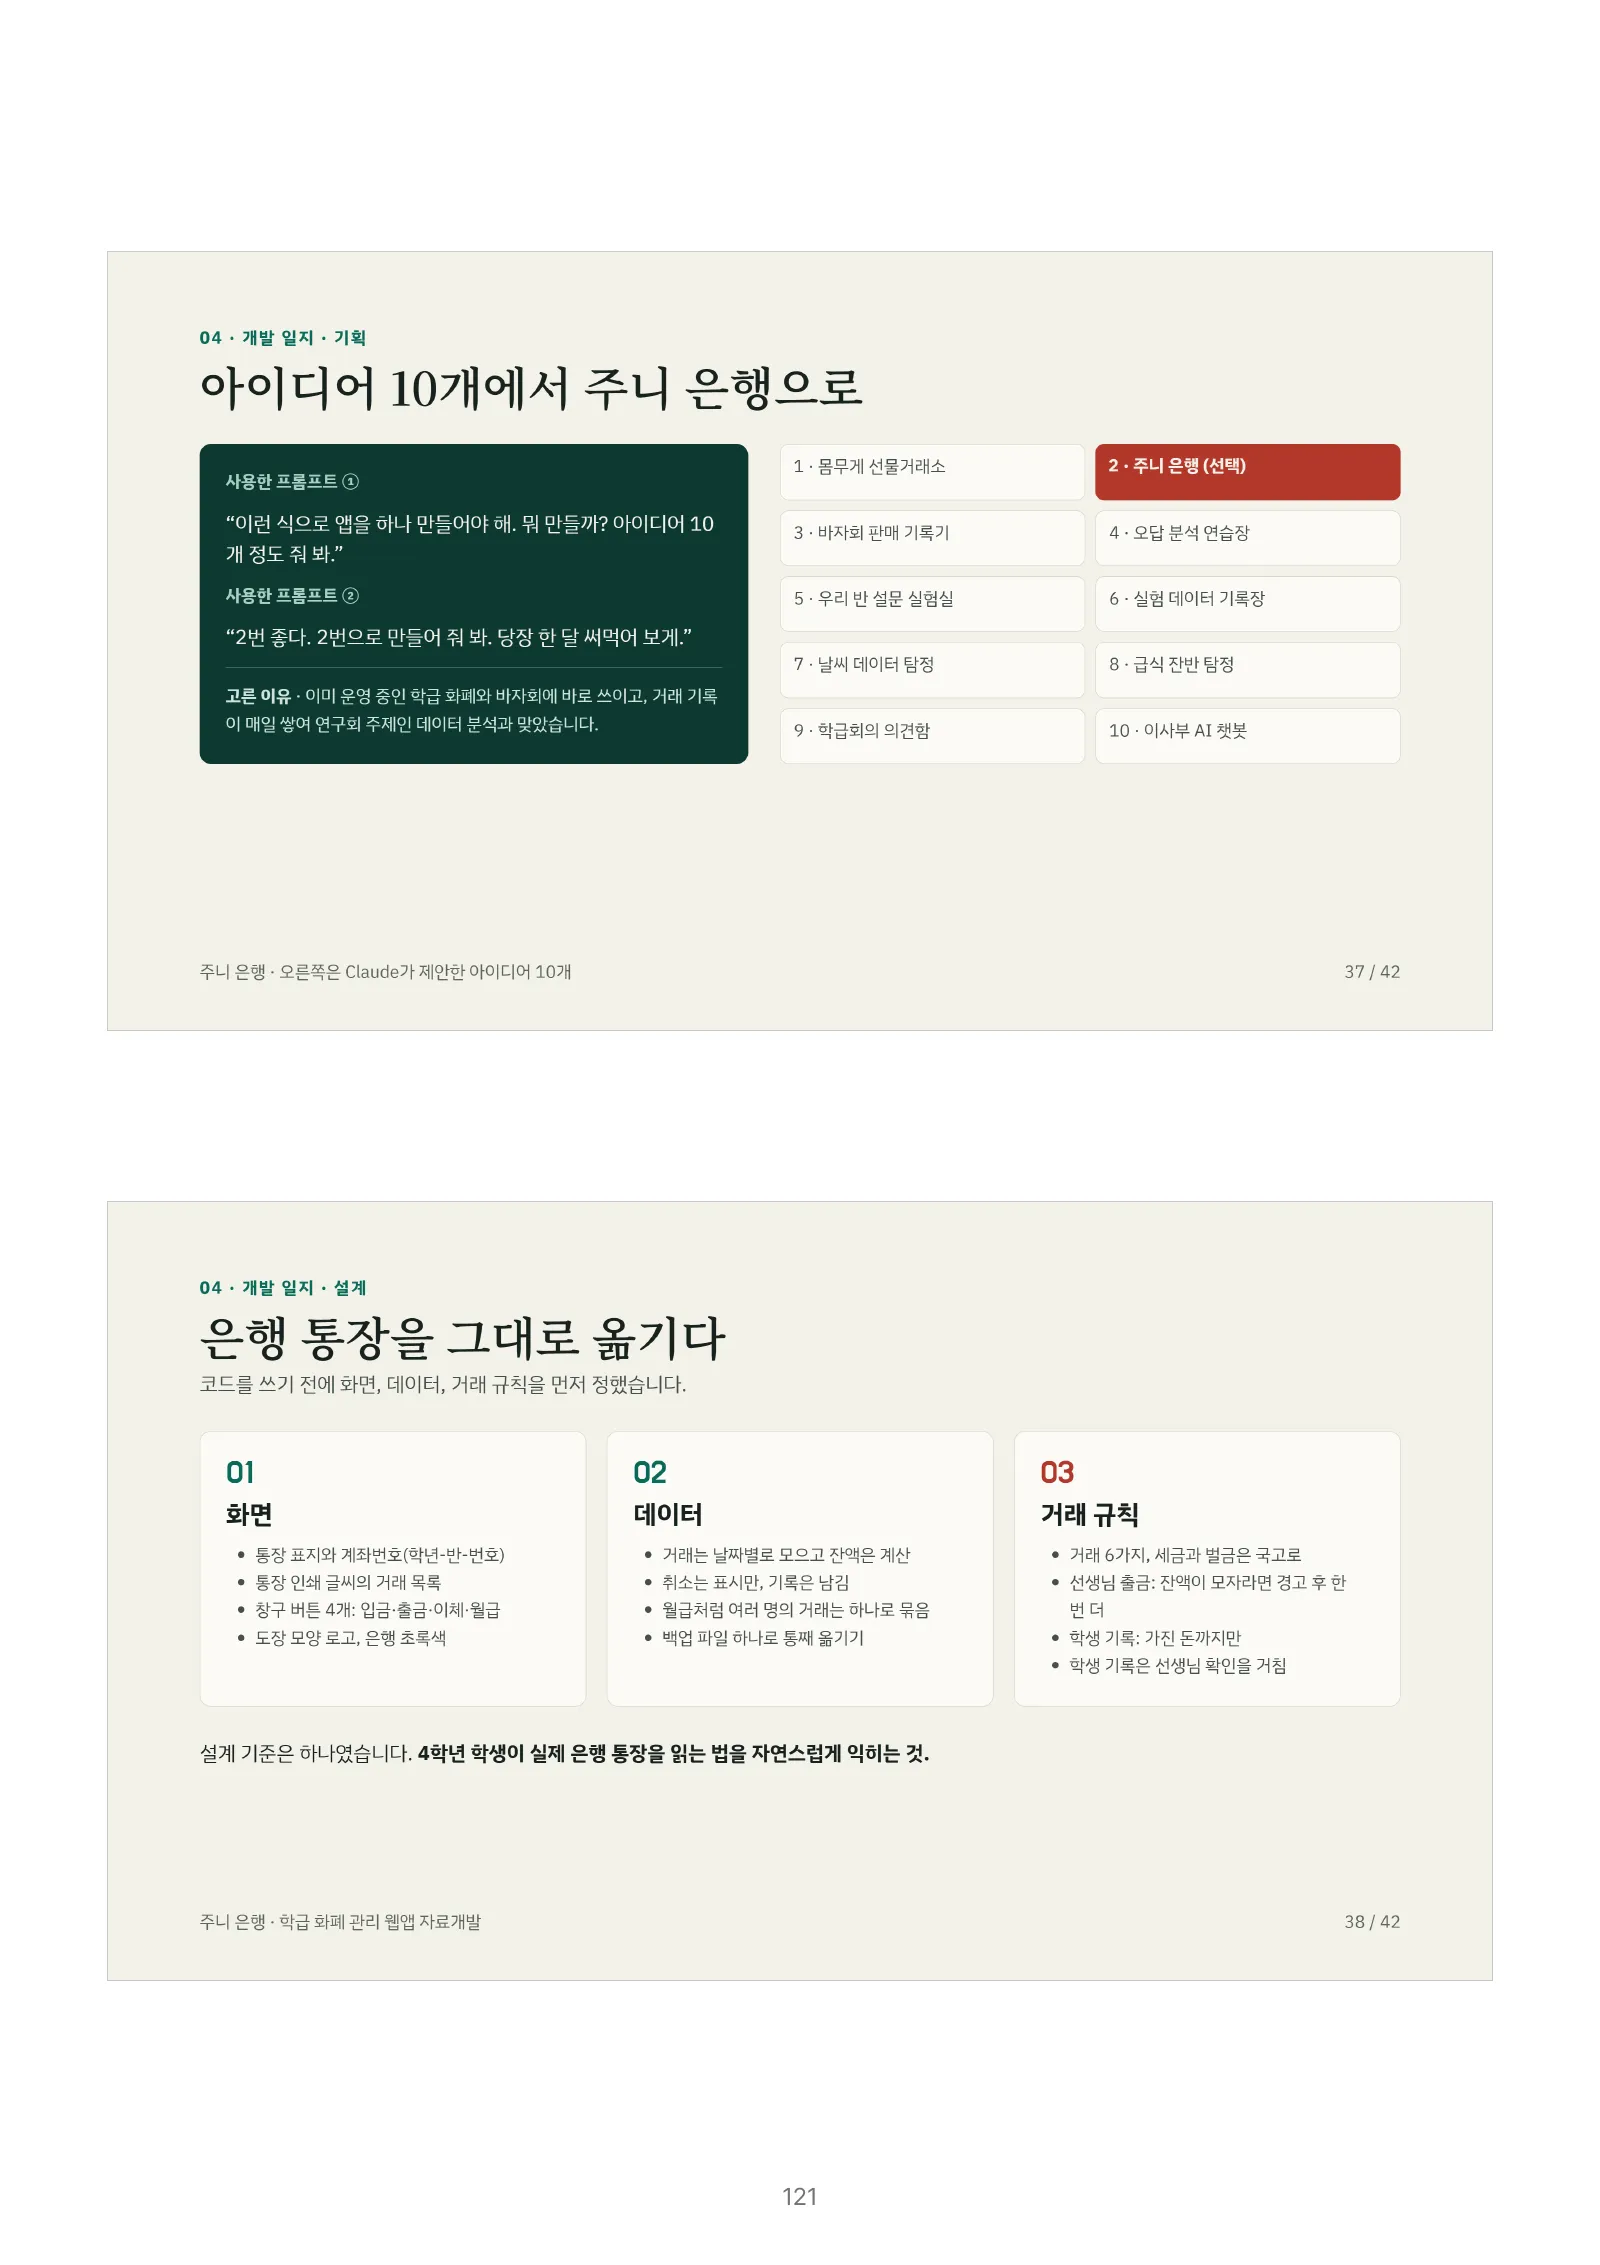 04 · 개발 일지 · 기획
아이디어 10개에서 주니 은행으로
사용한 프롬프트 ①
“이런 식으로 앱을 하나 만들어야 해. 뭐 만들까? 아이디어 10
개 정도 줘 봐.”
사용한 프롬프트 ②
“2번 좋다. 2번으로 만들어 줘 봐. 당장 한 달 써먹어 보게.”
고른 이유 · 이미 운영 중인 학급 화폐와 바자회에 바로 쓰이고, 거래 기록
이 매일 쌓여 연구회 주제인 데이터 분석과 맞았습니다.
1 · 몸무게 선물거래소
2 · 주니 은행 (선택)
3 · 바자회 판매 기록기
4 · 오답 분석 연습장
5 · 우리 반 설문 실험실
6 · 실험 데이터 기록장
7 · 날씨 데이터 탐정
8 · 급식 잔반 탐정
9 · 학급회의 의견함
10 · 이사부 AI 챗봇
주니 은행 · 오른쪽은 Claude가 제안한 아이디어 10개
37 / 42
04 · 개발 일지 · 설계
은행 통장을 그대로 옮기다
코드를 쓰기 전에 화면, 데이터, 거래 규칙을 먼저 정했습니다.
01
화면
• 통장 표지와 계좌번호(학년-반-번호)
• 통장 인쇄 글씨의 거래 목록
• 창구 버튼 4개: 입금·출금·이체·월급
• 도장 모양 로고, 은행 초록색
02
데이터
• 거래는 날짜별로 모으고 잔액은 계산
• 취소는 표시만, 기록은 남김
• 월급처럼 여러 명의 거래는 하나로 묶음
• 백업 파일 하나로 통째 옮기기
03
거래 규칙
• 거래 6가지, 세금과 벌금은 국고로
• 선생님 출금: 잔액이 모자라면 경고 후 한
번 더
• 학생 기록: 가진 돈까지만
• 학생 기록은 선생님 확인을 거침
설계 기준은 하나였습니다. 4학년 학생이 실제 은행 통장을 읽는 법을 자연스럽게 익히는 것.
주니 은행 · 학급 화폐 관리 웹앱 자료개발
38 / 42
121